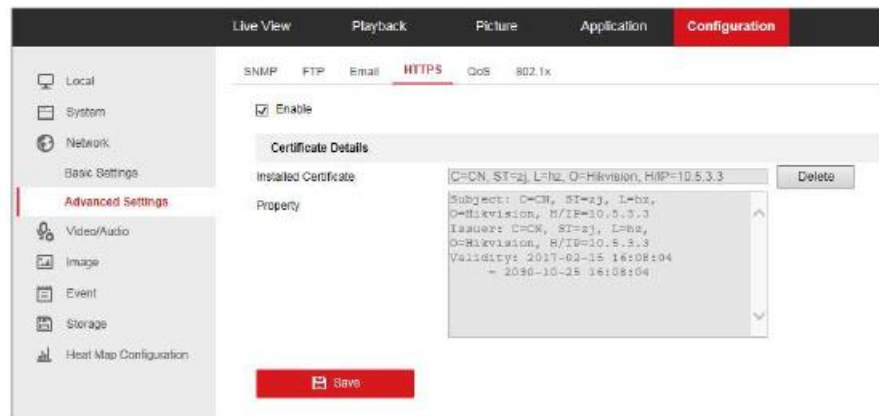 Live View Playback Picture Application Configuration
SNMP FTP Email HTTPS QoS 802.1x
Local
System
Network
Basic Settings
Advanced Settings
Video/Audio
Image
Event
Storage
Heat Map Configuration
Enable
Certificate Details
Installed Certificate C=CN, ST=zj, L=hz, O=Hikvision, H/IP=10.5.3.3 Delete
Property
Subject: C=CN, ST=zj, L=hz,
O=Hikvision, H/IP=10.5.3.3
Issuer: C=CN, ST=zj, L=hz,
O=Hikvision, H/IP=10.5.3.3
Validity: 2017-02-15 16:08:04
- 2030-10-25 16:08:04
Save